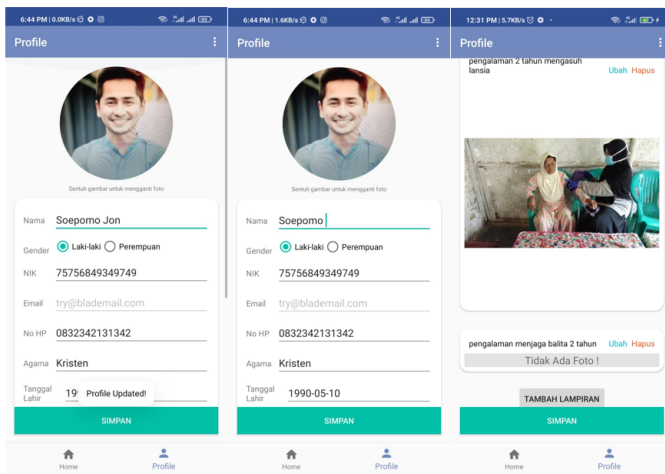 6:44 PM | 0.0KB/s
Profile
Sentuh gambar untuk mengganti foto
Nama Soepomo Jon
Gender Laki-laki Perempuan
NIK 75756849349749
Email try@blademail.com
No HP 0832342131342
Agama Kristen
Tanggal
Lahir 19
Profile Updated!
SIMPAN
Home Profile
6:44 PM | 1.6KB/s
Profile
Sentuh gambar untuk mengganti foto
Nama Soepomo
Gender Laki-laki Perempuan
NIK 75756849349749
Email try@blademail.com
No HP 0832342131342
Agama Kristen
Tanggal
Lahir 1990-05-10
SIMPAN
Home Profile
12:31 PM | 5.7KB/s
Profile
pengalaman 2 tahun mengasuh
lansia Ubah Hapus
pengalaman menjaga balita 2 tahun Ubah Hapus
Tidak Ada Foto !
TAMBAH LAMPIRAN
SIMPAN
Home Profile